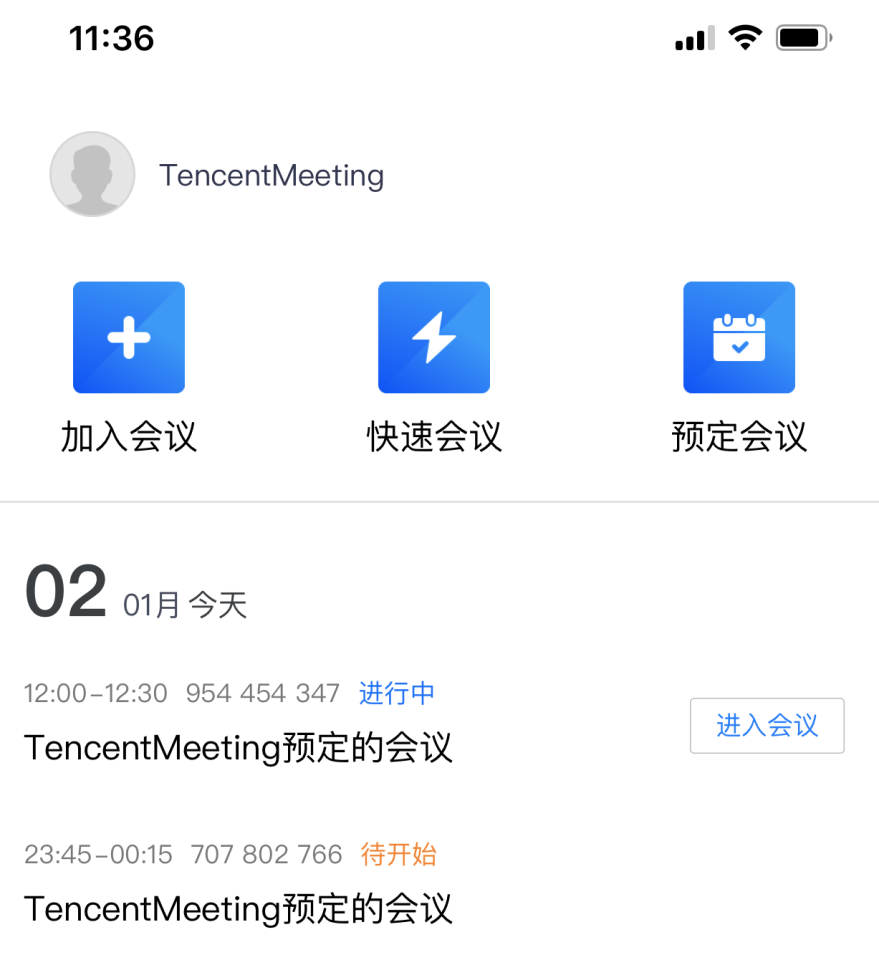 11:36
TencentMeeting
加入会议 快速会议 预定会议
02 01月 今天
12:00-12:30 954 454 347 进行中
TencentMeeting预定的会议 进入会议
23:45-00:15 707 802 766 待开始
TencentMeeting预定的会议